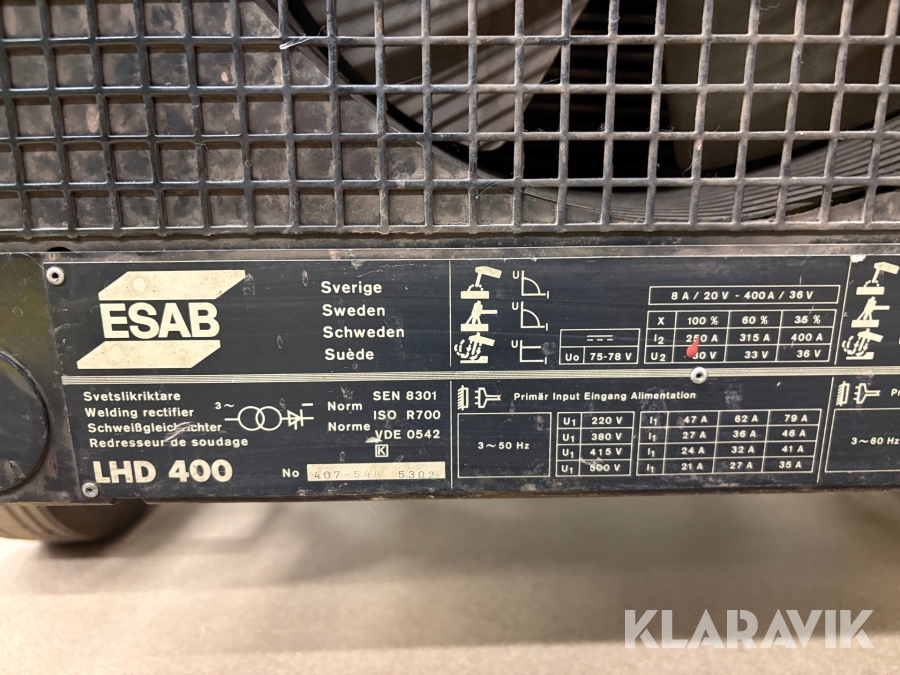 ESAB
Sverige
Sweden
Schweden
Suède
Svetslikriktare
Welding rectifier
Schweißgleichrichter
Redresseur de soudage
3~
Norm
Norme
SEN 8301
ISO R700
VDE 0542
K
LHD 400
No
U
U
U
8 A / 20 V - 400 A / 36 V
X 100 % 60 % 35 %
I2 A 315 A 400 A
Uo 75-78 V
U2 V 33 V 36 V
Primär Input Eingang Alimentation
3~50 Hz
U1 220 V I1 47 A 62 A 79 A
U1 380 V I1 27 A 36 A 46 A
U1 415 V I1 24 A 32 A 41 A
U1 500 V I1 21 A 27 A 35 A
3~60 Hz
KLARAVIK